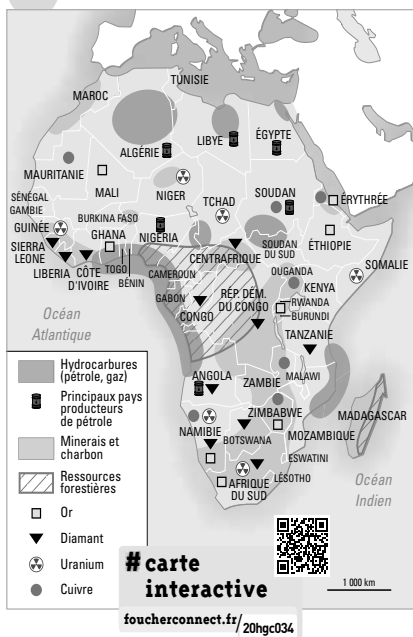 TUNISIE
MAROC
ALGÉRIE
LIBYE
ÉGYPTE
MAURITANIE
MALI
NIGER
TCHAD
SOUDAN
ÉRYTHRÉE
SÉNÉGAL
GAMBIE
BURKINA FASO
GUINÉE
GHANA
NIGÉRIA
SOUDAN
DU SUD
ÉTHIOPIE
SIERRA
LEONE
LIBERIA
CÔTE
D'IVOIRE
TOGO
BÉNIN
CAMEROUN
CENTRAFRIQUE
OUGANDA
SOMALIE
KENYA
GABON
CONGO
RÉP. DÉM.
DU CONGO
RWANDA
BURUNDI
TANZANIE
Océan
Atlantique
ANGOLA
ZAMBIE
MALAWI
ZIMBABWE
MADAGASCAR
NAMIBIE
BOTSWANA
MOZAMBIQUE
ESWATINI
AFRIQUE
DU SUD
LÉSOTHO
Océan
Indien
Hydrocarbures
(pétrole, gaz)
Principaux pays
producteurs
de pétrole
Minerais et
charbon
Ressources
forestières
Or
Diamant
Uranium
Cuivre
# carte
interactive
foucherconnect.fr/20hgc034
1 000 km